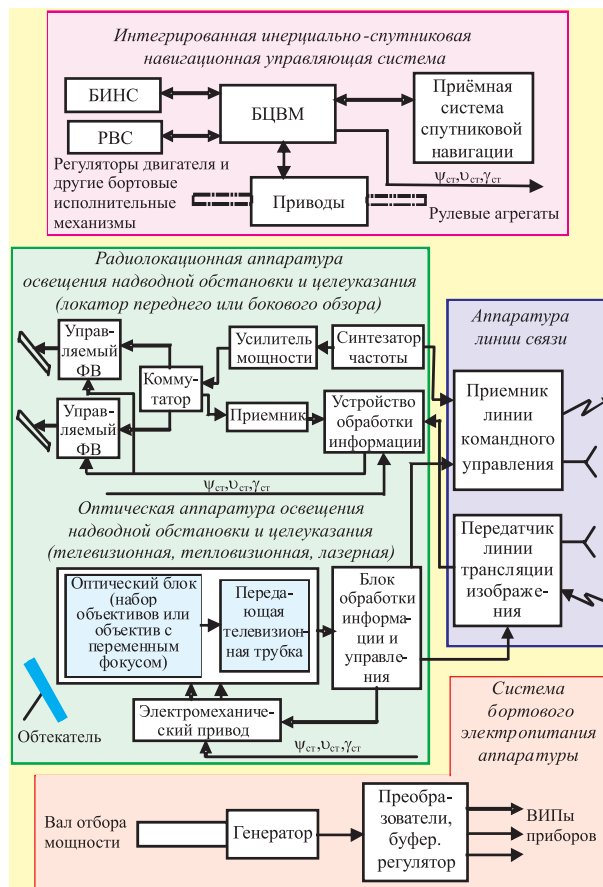 Интегрированная инерциально-спутниковая
навигационная управляющая система
БИНС
РВС
БЦВМ
Приёмная
система
спутниковой
навигации
Регуляторы двигателя и
другие бортовые
исполнительные
механизмы
Приводы
ψст,υст,γст
Рулевые агрегаты
Радиолокационная аппаратура
освещения надводной обстановки и целеуказания
(локатор переднего или бокового обзора)
Управ-
ляемый
ФВ
Управ-
ляемый
ФВ
Комму-
татор
Усилитель
мощности
Синтезатор
частоты
Приемник
Устройство
обработки
информации
ψст,υст,γст
Аппаратура
линии связи
Приемник
линии
командного
управления
Передатчик
линии
трансляции
изображе-
ния
Оптическая аппаратура освещения
надводной обстановки и целеуказания
(телевизионная, тепловизионная, лазерная)
Оптический блок
(набор
объективов или
объектив с
переменным
фокусом)
Переда-
ющая
телевизион-
ная трубка
Блок
обработки
информа-
ции и
управле-
ния
Обтекатель
Электромеханиче-
ский привод
ψст,υст,γст
Система
бортового
электропитания
аппаратуры
Вал отбора
мощности
Генератор
Преобра-
зователи,
буфер.
регулятор
ВИПы
приборов